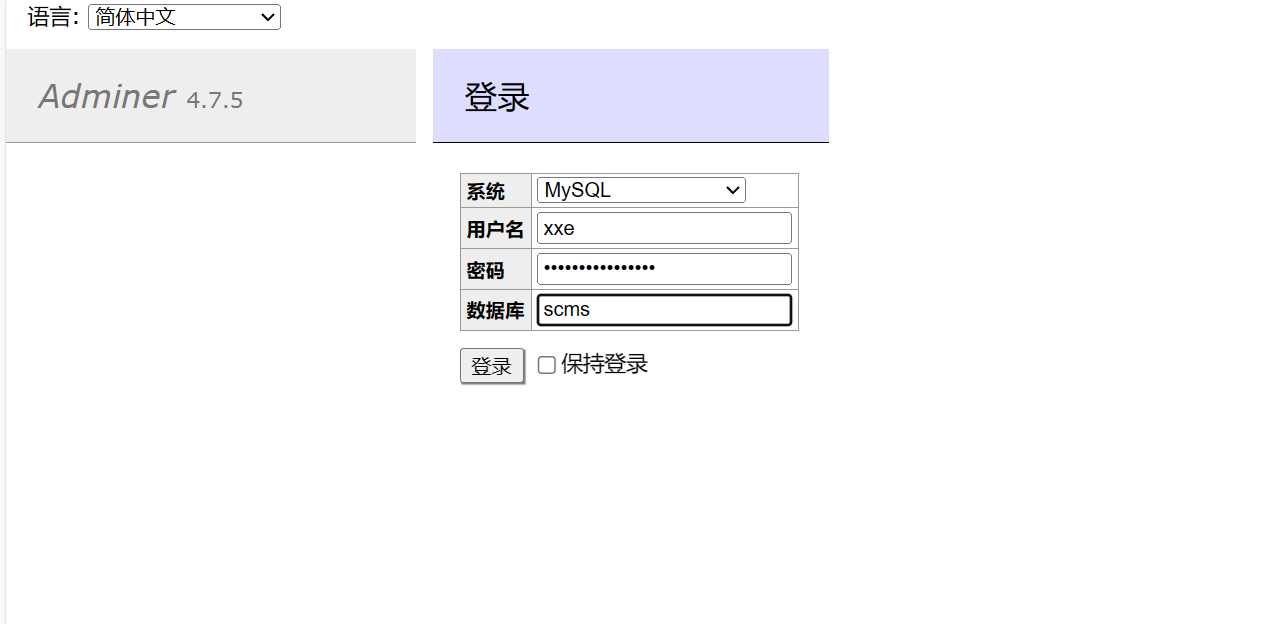 语言: 简体中文
Adminer 4.7.5
登录
系统 MySQL
用户名 xxe
密码 ••••••••••••••••
数据库 scms
登录 保持登录